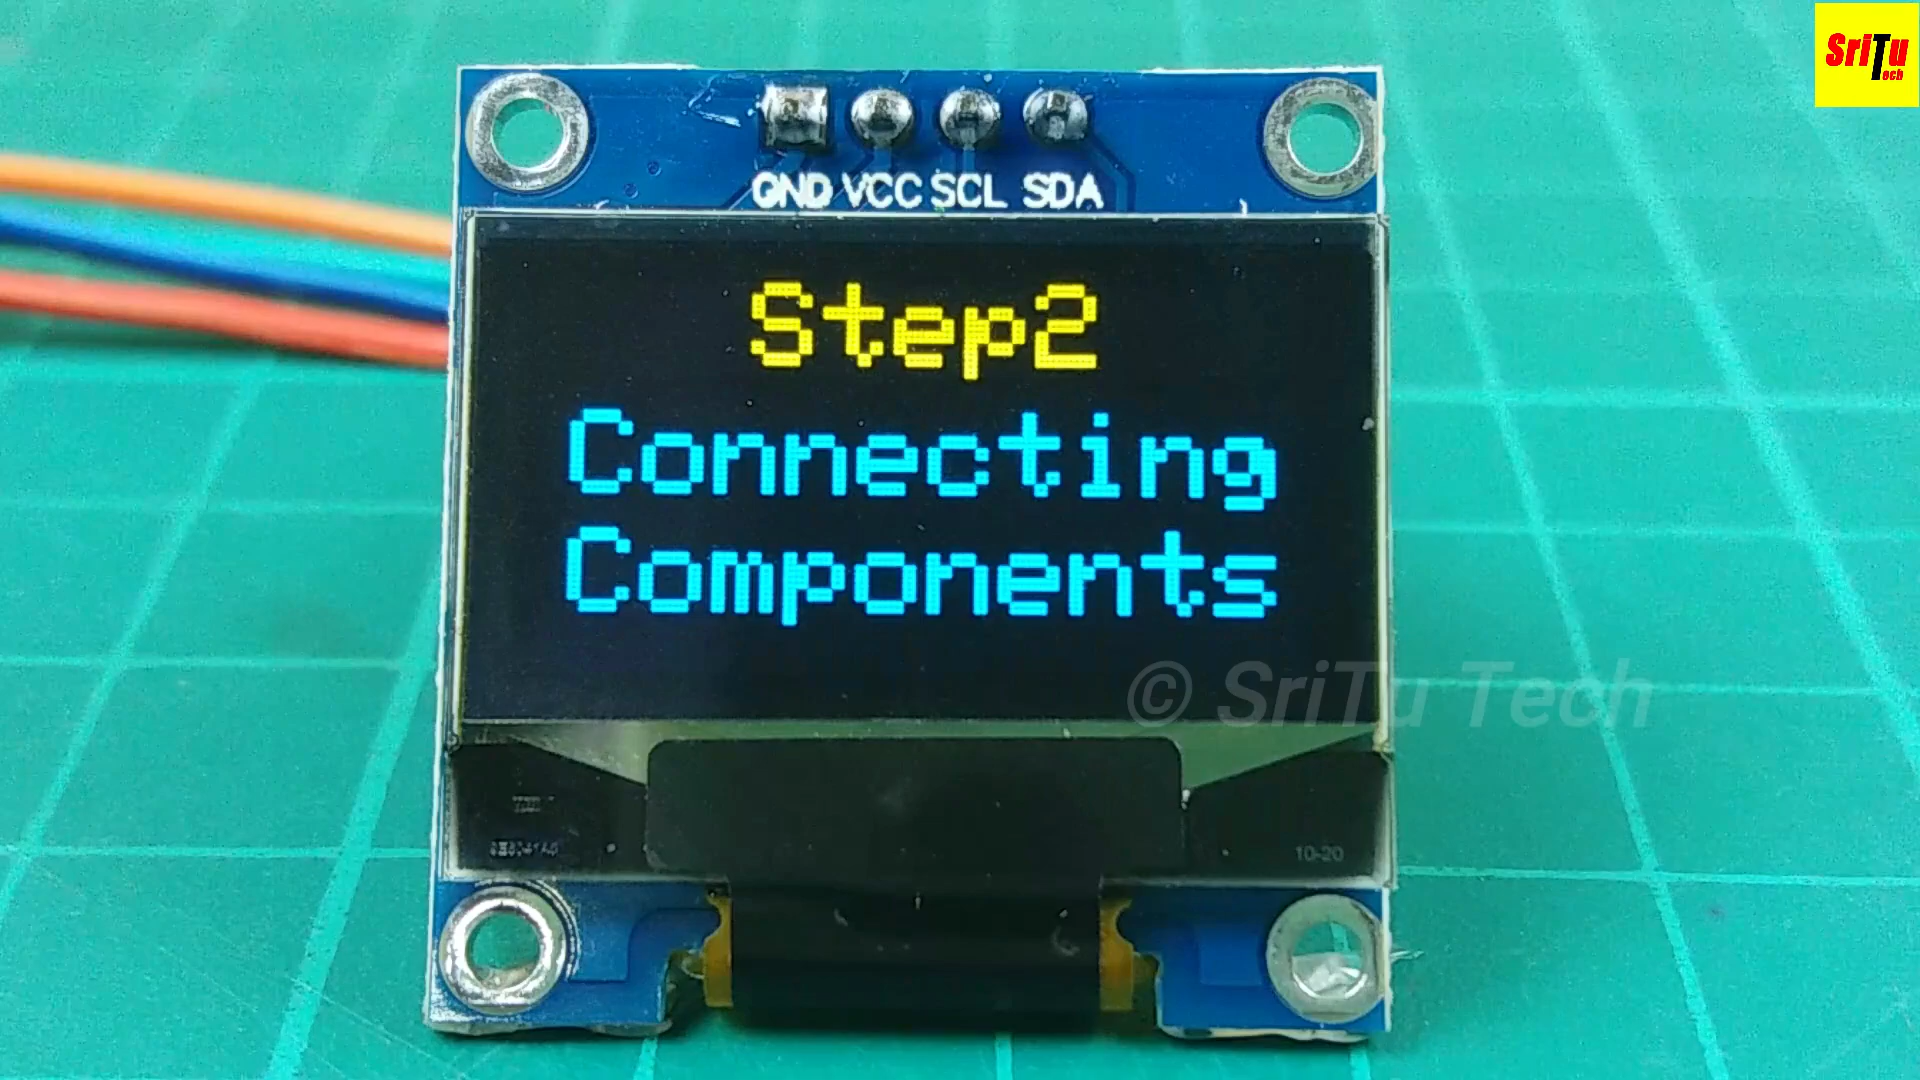 SriTu
Tech
GND VCC SCL SDA
Step2
Connecting
Components
© SriTu Tech
10-20